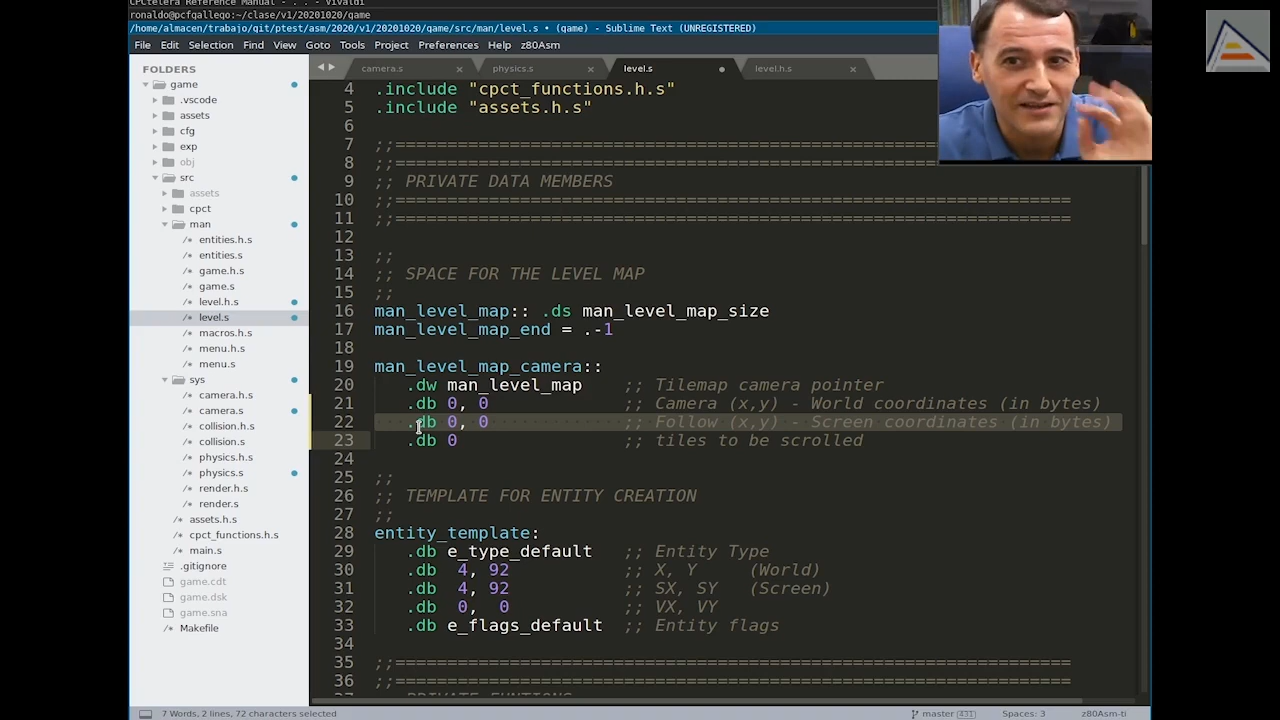 CPCtelera Reference Manual - . . - Vivaldi
ronaldo@pcfgallego:~/clase/v1/20201020/game
/home/almacen/trabajo/git/ptest/asm/2020/v1/20201020/game/src/man/level.s • (game) - Sublime Text (UNREGISTERED)
File Edit Selection Find View Goto Tools Project Preferences Help z80Asm
FOLDERS
game
.vscode
assets
cfg
exp
obj
src
assets
cpct
man
/* entities.h.s
/* entities.s
/* game.h.s
/* game.s
/* level.h.s
/* level.s
/* macros.h.s
/* menu.h.s
/* menu.s
sys
/* camera.h.s
/* camera.s
/* collision.h.s
/* collision.s
/* physics.h.s
/* physics.s
/* render.h.s
/* render.s
/* assets.h.s
/* cpct_functions.h.s
/* main.s
.gitignore
game.cdt
game.dsk
game.sna
Makefile
camera.s × physics.s × level.s • level.h.s ×
4 .include "cpct_functions.h.s"
5 .include "assets.h.s"
6
7 ;;===================================================================
8 ;;===================================================================
9 ;; PRIVATE DATA MEMBERS
10 ;;===================================================================
11 ;;===================================================================
12
13 ;;
14 ;; SPACE FOR THE LEVEL MAP
15 ;;
16 man_level_map:: .ds man_level_map_size
17 man_level_map_end = .-1
18
19 man_level_map_camera::
20 .dw man_level_map ;; Tilemap camera pointer
21 .db 0, 0 ;; Camera (x,y) - World coordinates (in bytes)
22 .db 0, 0 ;; Follow (x,y) - Screen coordinates (in bytes)
23 .db 0 ;; tiles to be scrolled
24
25 ;;
26 ;; TEMPLATE FOR ENTITY CREATION
27 ;;
28 entity_template:
29 .db e_type_default ;; Entity Type
30 .db 4, 92 ;; X, Y (World)
31 .db 4, 92 ;; SX, SY (Screen)
32 .db 0, 0 ;; VX, VY
33 .db e_flags_default ;; Entity flags
34
35 ;;===================================================================
36 ;;===================================================================
7 Words, 2 lines, 72 characters selected
master 431 Spaces: 3 z80Asm-ti